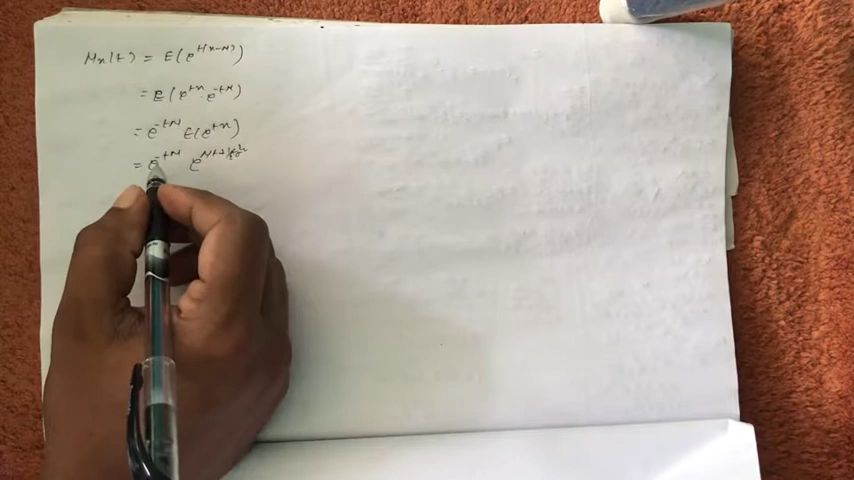 Mx(t) = E(e^t(x-μ))
= E(e^tx · e^-tμ)
= e^-tμ E(e^tx)
= e^-tμ e^μt+½t²σ²